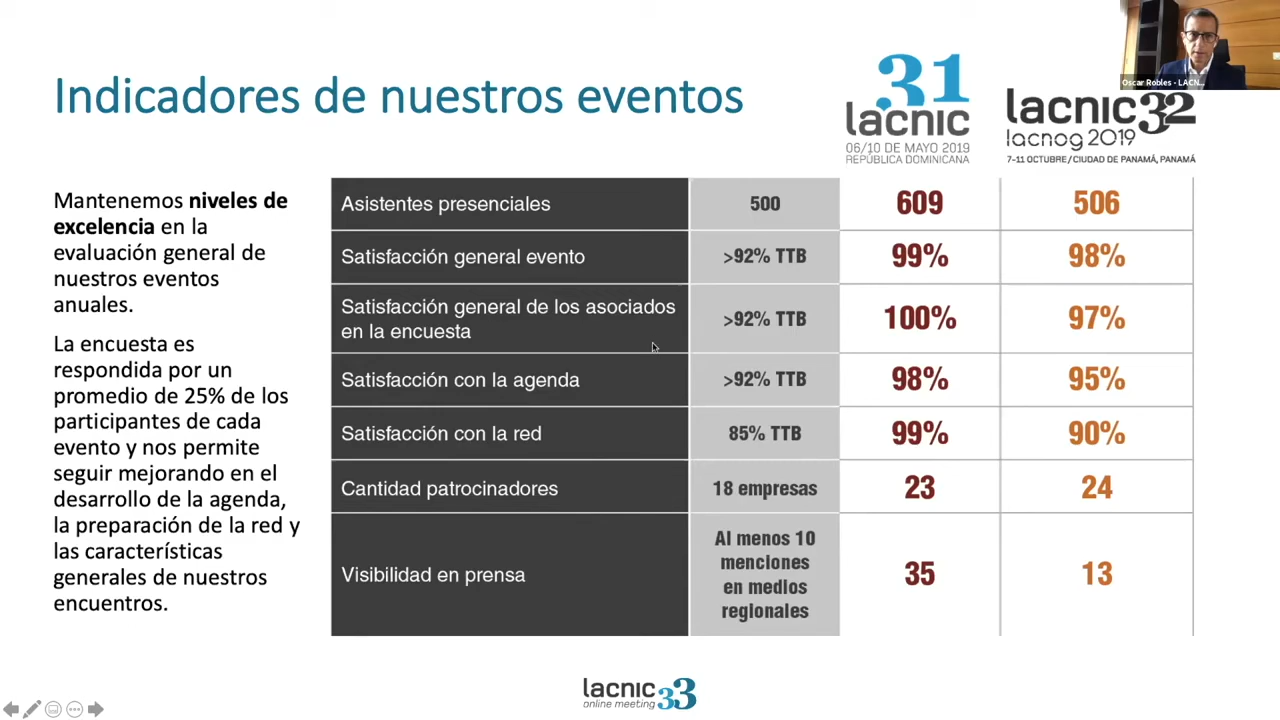 Oscar Robles - LACN...
Indicadores de nuestros eventos
31
lacnic
06/10 DE MAYO 2019
REPÚBLICA DOMINICANA
lacnic32
lacnog 2019
7-11 OCTUBRE/CIUDAD DE PANAMÁ, PANAMÁ
Mantenemos niveles de
excelencia en la
evaluación general de
nuestros eventos
anuales.
La encuesta es
respondida por un
promedio de 25% de los
participantes de cada
evento y nos permite
seguir mejorando en el
desarrollo de la agenda,
la preparación de la red y
las características
generales de nuestros
encuentros.
Asistentes presenciales 500 609 506
Satisfacción general evento >92% TTB 99% 98%
Satisfacción general de los asociados
en la encuesta >92% TTB 100% 97%
Satisfacción con la agenda >92% TTB 98% 95%
Satisfacción con la red 85% TTB 99% 90%
Cantidad patrocinadores 18 empresas 23 24
Visibilidad en prensa
Al menos 10
menciones
en medios
regionales
35 13
lacnic33
online meeting